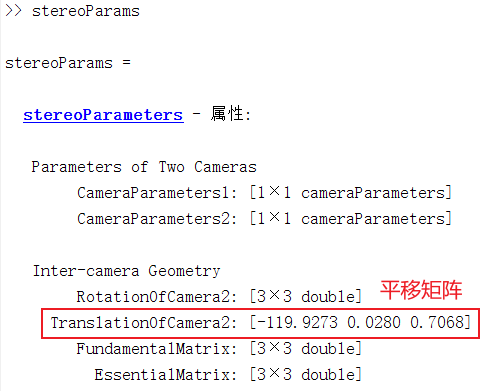 >> stereoParams
stereoParams =
stereoParameters - 属性:
Parameters of Two Cameras
CameraParameters1: [1×1 cameraParameters]
CameraParameters2: [1×1 cameraParameters]
Inter-camera Geometry
RotationOfCamera2: [3×3 double]
平移矩阵
TranslationOfCamera2: [-119.9273 0.0280 0.7068]
FundamentalMatrix: [3×3 double]
EssentialMatrix: [3×3 double]